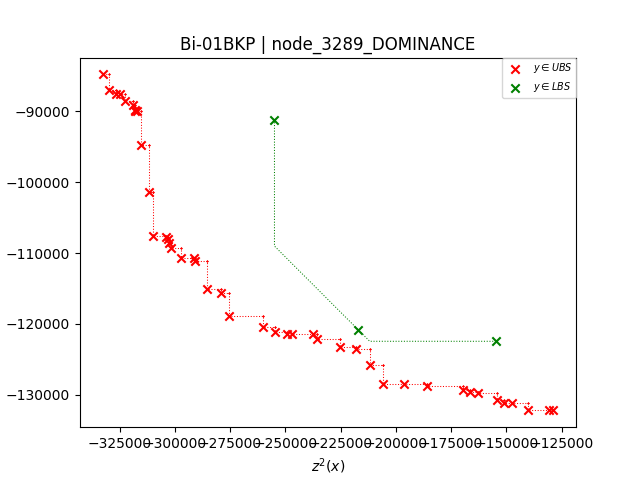 Bi-01BKP | node_3289_DOMINANCE
y ∈ UBS
y ∈ LBS
−90000
−100000
−110000
−120000
−130000
−325000 −300000 −275000 −250000 −225000 −200000 −175000 −150000 −125000
z²(x)